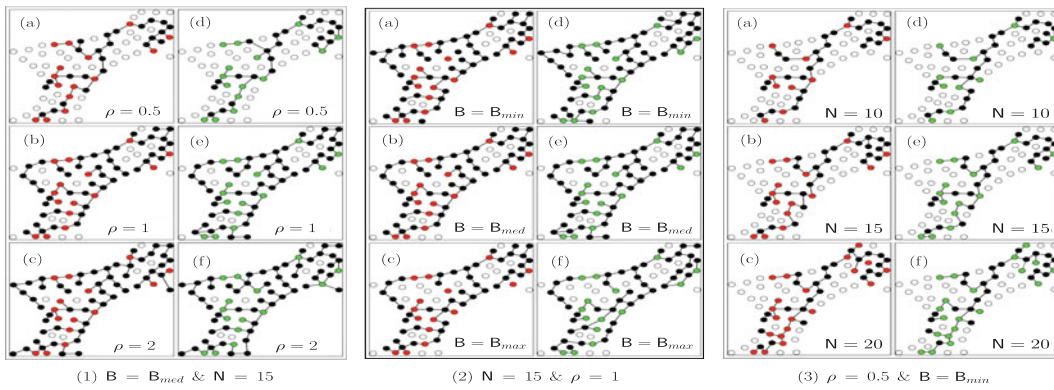 (a) (d)
ρ = 0.5 ρ = 0.5
(b) (e)
ρ = 1 ρ = 1
(c) (f)
ρ = 2 ρ = 2
(1) B = B_med & N = 15
(a) (d)
B = B_min B = B_min
(b) (e)
B = B_med B = B_med
(c) (f)
B = B_max B = B_max
(2) N = 15 & ρ = 1
(a) (d)
N = 10 N = 10
(b) (e)
N = 15 N = 15
(c) (f)
N = 20 N = 20
(3) ρ = 0.5 & B = B_min